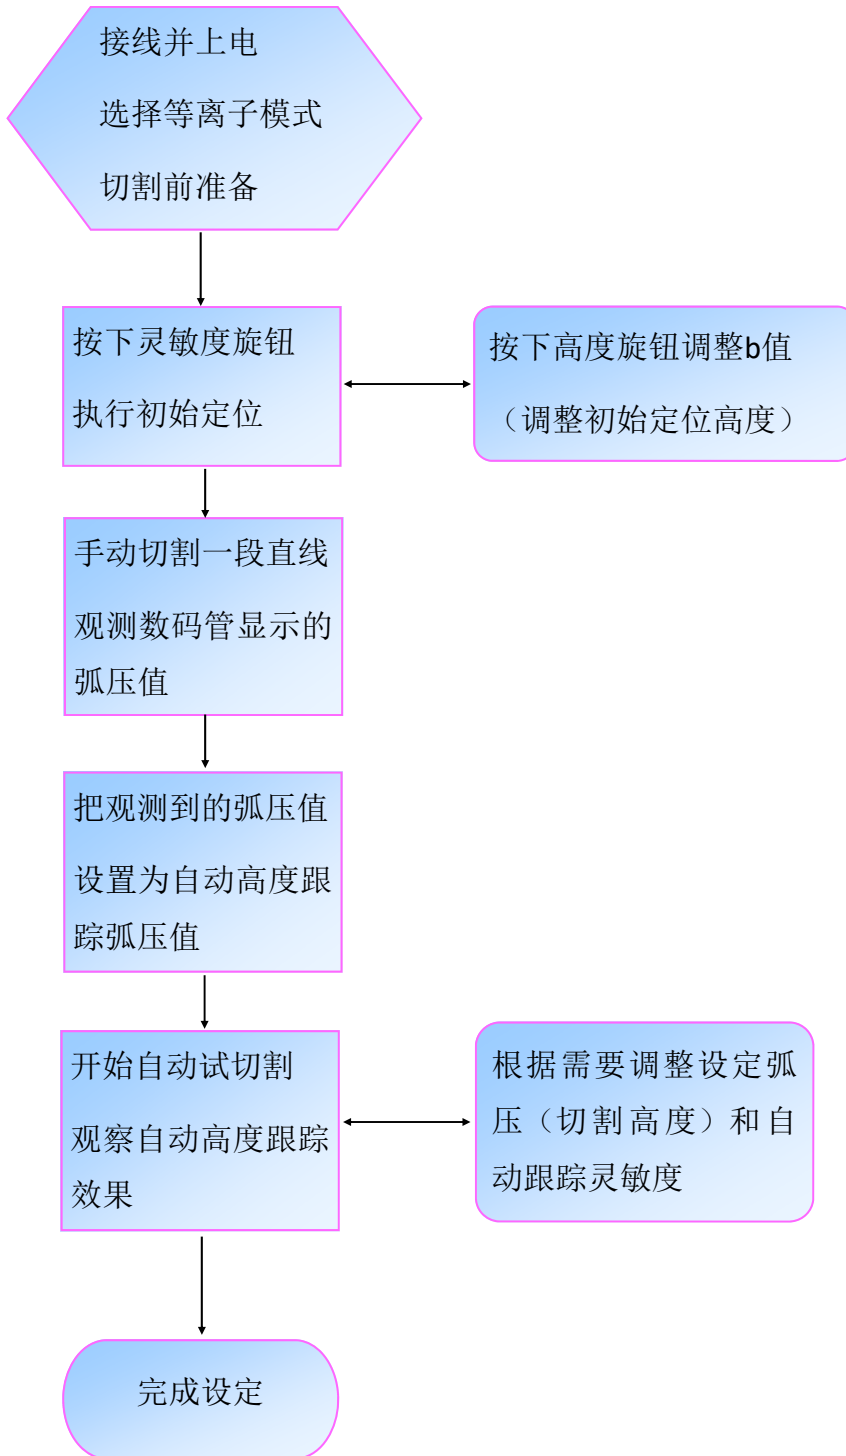 接线并上电
选择等离子模式
切割前准备
按下灵敏度旋钮
执行初始定位
按下高度旋钮调整b值
（调整初始定位高度）
手动切割一段直线
观测数码管显示的
弧压值
把观测到的弧压值
设置为自动高度跟
踪弧压值
开始自动试切割
观察自动高度跟踪
效果
根据需要调整设定弧
压（切割高度）和自
动跟踪灵敏度
完成设定